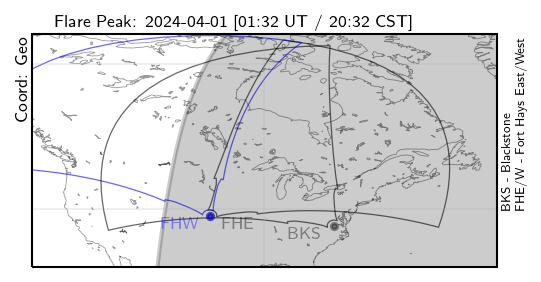 Flare Peak: 2024-04-01 [01:32 UT / 20:32 CST]
Coord: Geo
FHW
FHE
BKS
BKS - Blackstone
FHE/W - Fort Hays East/West